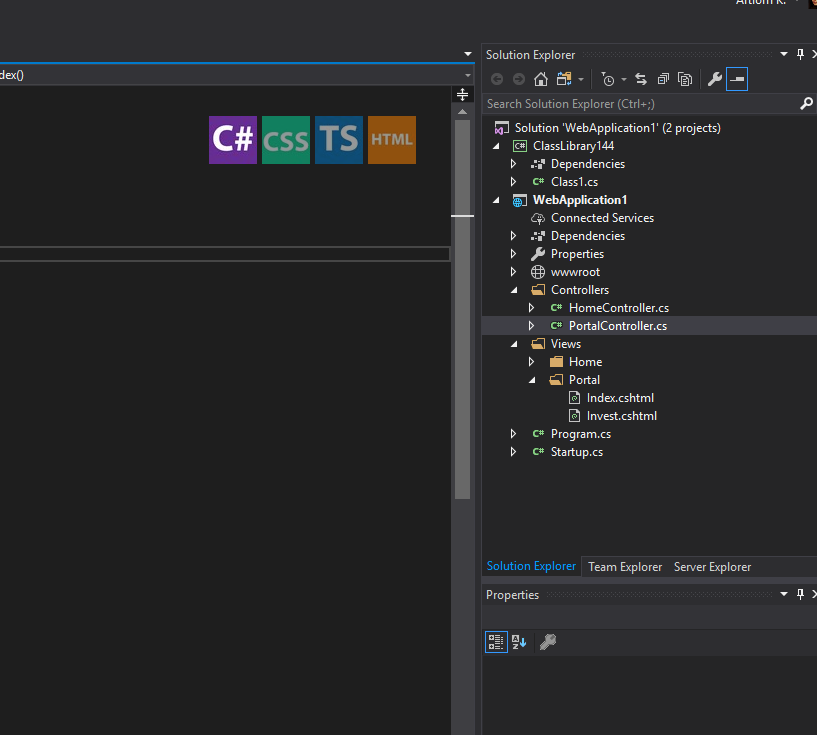 Artiom K.
dex()
C# CSS TS HTML
Solution Explorer
Search Solution Explorer (Ctrl+;)
Solution 'WebApplication1' (2 projects)
C# ClassLibrary144
Dependencies
C# Class1.cs
WebApplication1
Connected Services
Dependencies
Properties
wwwroot
Controllers
C# HomeController.cs
C# PortalController.cs
Views
Home
Portal
Index.cshtml
Invest.cshtml
C# Program.cs
C# Startup.cs
Solution Explorer Team Explorer Server Explorer
Properties